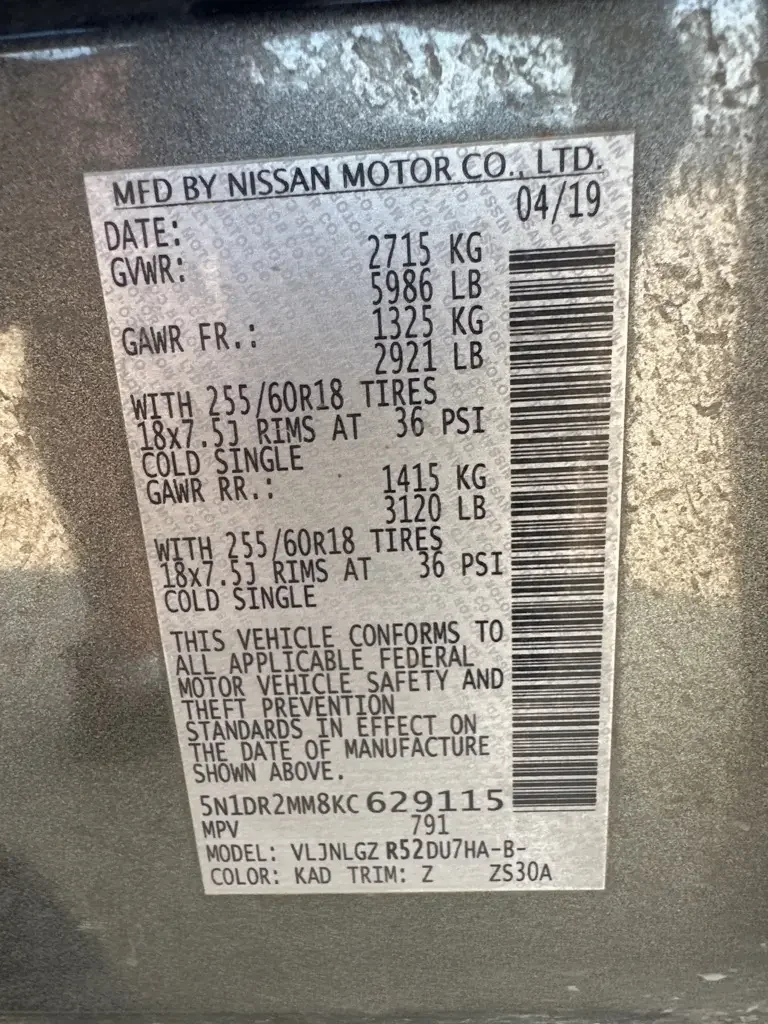 MFD BY NISSAN MOTOR CO., LTD.
DATE: 04/19
GVWR: 2715 KG
5986 LB
GAWR FR.: 1325 KG
2921 LB
WITH 255/60R18 TIRES
18x7.5J RIMS AT 36 PSI
COLD SINGLE
GAWR RR.: 1415 KG
3120 LB
WITH 255/60R18 TIRES
18x7.5J RIMS AT 36 PSI
COLD SINGLE
THIS VEHICLE CONFORMS TO
ALL APPLICABLE FEDERAL
MOTOR VEHICLE SAFETY AND
THEFT PREVENTION
STANDARDS IN EFFECT ON
THE DATE OF MANUFACTURE
SHOWN ABOVE.
5N1DR2MM8KC629115
MPV 791
MODEL: VLJNLGZ R52DU7HA-B-
COLOR: KAD TRIM: Z ZS30A